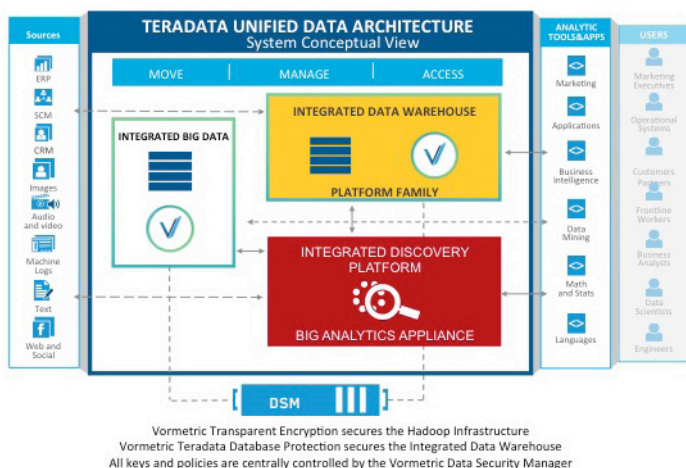 Sources
ERP
SCM
CRM
Images
Audio
and video
Machine
Logs
Text
Web and
Social
TERADATA UNIFIED DATA ARCHITECTURE
System Conceptual View
MOVE
MANAGE
ACCESS
INTEGRATED BIG DATA
INTEGRATED DATA WAREHOUSE
PLATFORM FAMILY
INTEGRATED DISCOVERY
PLATFORM
BIG ANALYTICS APPLIANCE
ANALYTIC
TOOLS&APPS
Marketing
Applications
Business
Intelligence
Data
Mining
Math
and Stats
Languages
USERS
Marketing
Executives
Operational
Systems
Customers
Partners
Frontline
Workers
Business
Analysts
Data
Scientists
Engineers
DSM
Vormetric Transparent Encryption secures the Hadoop Infrastructure
Vormetric Teradata Database Protection secures the Integrated Data Warehouse
All keys and policies are centrally controlled by the Vormetric Data Security Manager